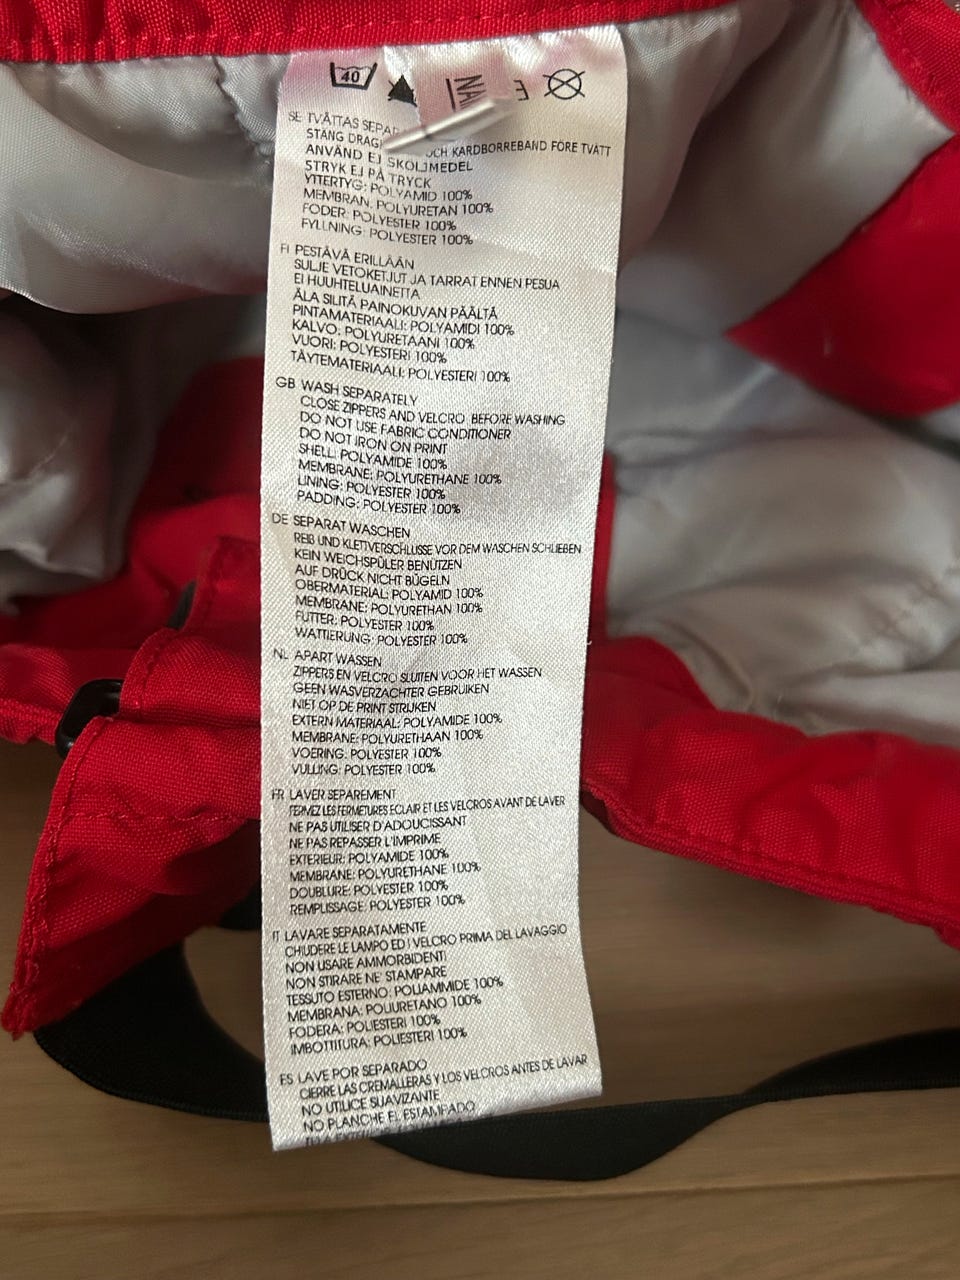 40
SE TVÄTTAS SEPAR
STÄNG DRAG OCH KARDBORREBAND FÖRE TVÄTT
ANVÄND EJ SKÖLJMEDEL
STRYK EJ PÅ TRYCK
YTTERTYG: POLYAMID 100%
MEMBRAN: POLYURETAN 100%
FODER: POLYESTER 100%
FYLLNING: POLYESTER 100%
FI PESTÄVÄ ERILLÄÄN
SULJE VETOKETJUT JA TARRAT ENNEN PESUA
EI HUUHTELUAINETTA
ÄLÄ SILITÄ PAINOKUVAN PÄÄLTÄ
PINTAMATERIAALI: POLYAMIDI 100%
KALVO: POLYURETAANI 100%
VUORI: POLYESTERI 100%
TÄYTEMATERIAALI: POLYESTERI 100%
GB WASH SEPARATELY
CLOSE ZIPPERS AND VELCRO BEFORE WASHING
DO NOT USE FABRIC CONDITIONER
DO NOT IRON ON PRINT
SHELL: POLYAMIDE 100%
MEMBRANE: POLYURETHANE 100%
LINING: POLYESTER 100%
PADDING: POLYESTER 100%
DE SEPARAT WASCHEN
REIß UND KLETTVERSCHLUSSE VOR DEM WASCHEN SCHLIEßEN
KEIN WEICHSPÜLER BENÜTZEN
AUF DRÜCK NICHT BÜGELN
OBERMATERIAL: POLYAMID 100%
MEMBRANE: POLYURETHAN 100%
FUTTER: POLYESTER 100%
WATTIERUNG: POLYESTER 100%
NL APART WASSEN
ZIPPERS EN VELCRO SLUITEN VOOR HET WASSEN
GEEN WASVERZACHTER GEBRUIKEN
NIET OP DE PRINT STRIJKEN
EXTERN MATERIAAL: POLYAMIDE 100%
MEMBRANE: POLYURETHAAN 100%
VOERING: POLYESTER 100%
VULLING: POLYESTER 100%
FR LAVER SEPAREMENT
FERMEZ LES FERMETURES ECLAIR ET LES VELCROS AVANT DE LAVER
NE PAS UTILISER D'ADOUCISSANT
NE PAS REPASSER L'IMPRIME
EXTERIEUR: POLYAMIDE 100%
MEMBRANE: POLYURETHANE 100%
DOUBLURE: POLYESTER 100%
REMPLISSAGE: POLYESTER 100%
IT LAVARE SEPARATAMENTE
CHIUDERE LE LAMPO ED I VELCRO PRIMA DEL LAVAGGIO
NON USARE AMMORBIDENTI
NON STIRARE NE' STAMPARE
TESSUTO ESTERNO: POLIAMMIDE 100%
MEMBRANA: POLIURETANO 100%
FODERA: POLIESTERI 100%
IMBOTTITURA: POLIESTERI 100%
ES LAVE POR SEPARADO
CIERRE LAS CREMALLERAS Y LOS VELCROS ANTES DE LAVAR
NO UTILICE SUAVIZANTE
NO PLANCHE EL ESTAMPADO